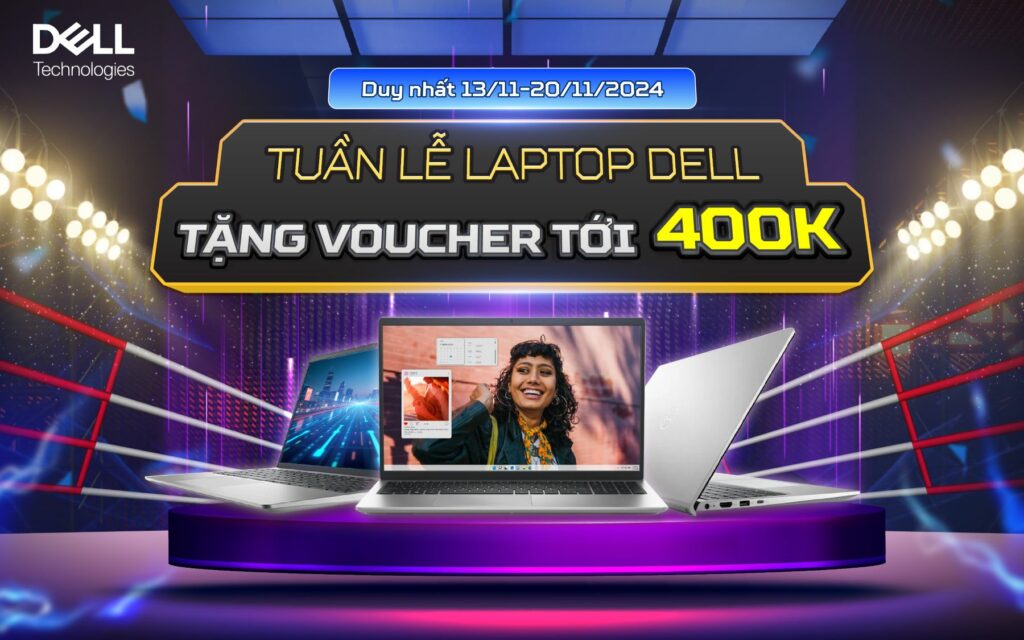 DELL
Technologies
Duy nhất 13/11-20/11/2024
TUẦN LỄ LAPTOP DELL
TẶNG VOUCHER TỚI 400K